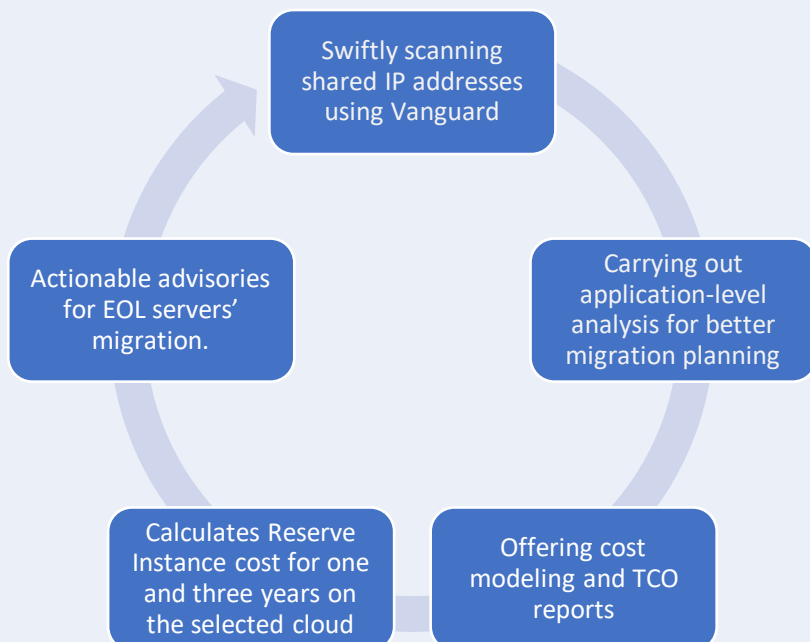 Swiftly scanning
shared IP addresses
using Vanguard
Carrying out
application-level
analysis for better
migration planning
Offering cost
modeling and TCO
reports
Calculates Reserve
Instance cost for one
and three years on
the selected cloud
Actionable advisories
for EOL servers’
migration.